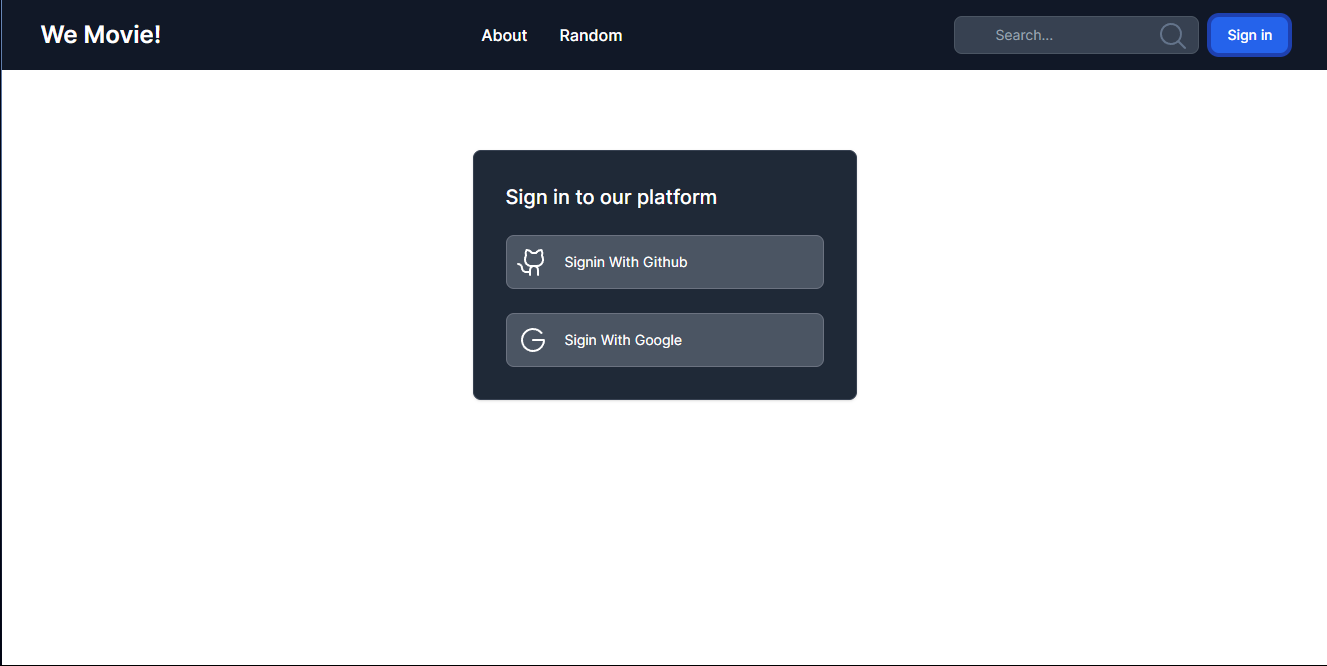 We Movie!
About
Random
Search...
Sign in
Sign in to our platform
Signin With Github
Sigin With Google